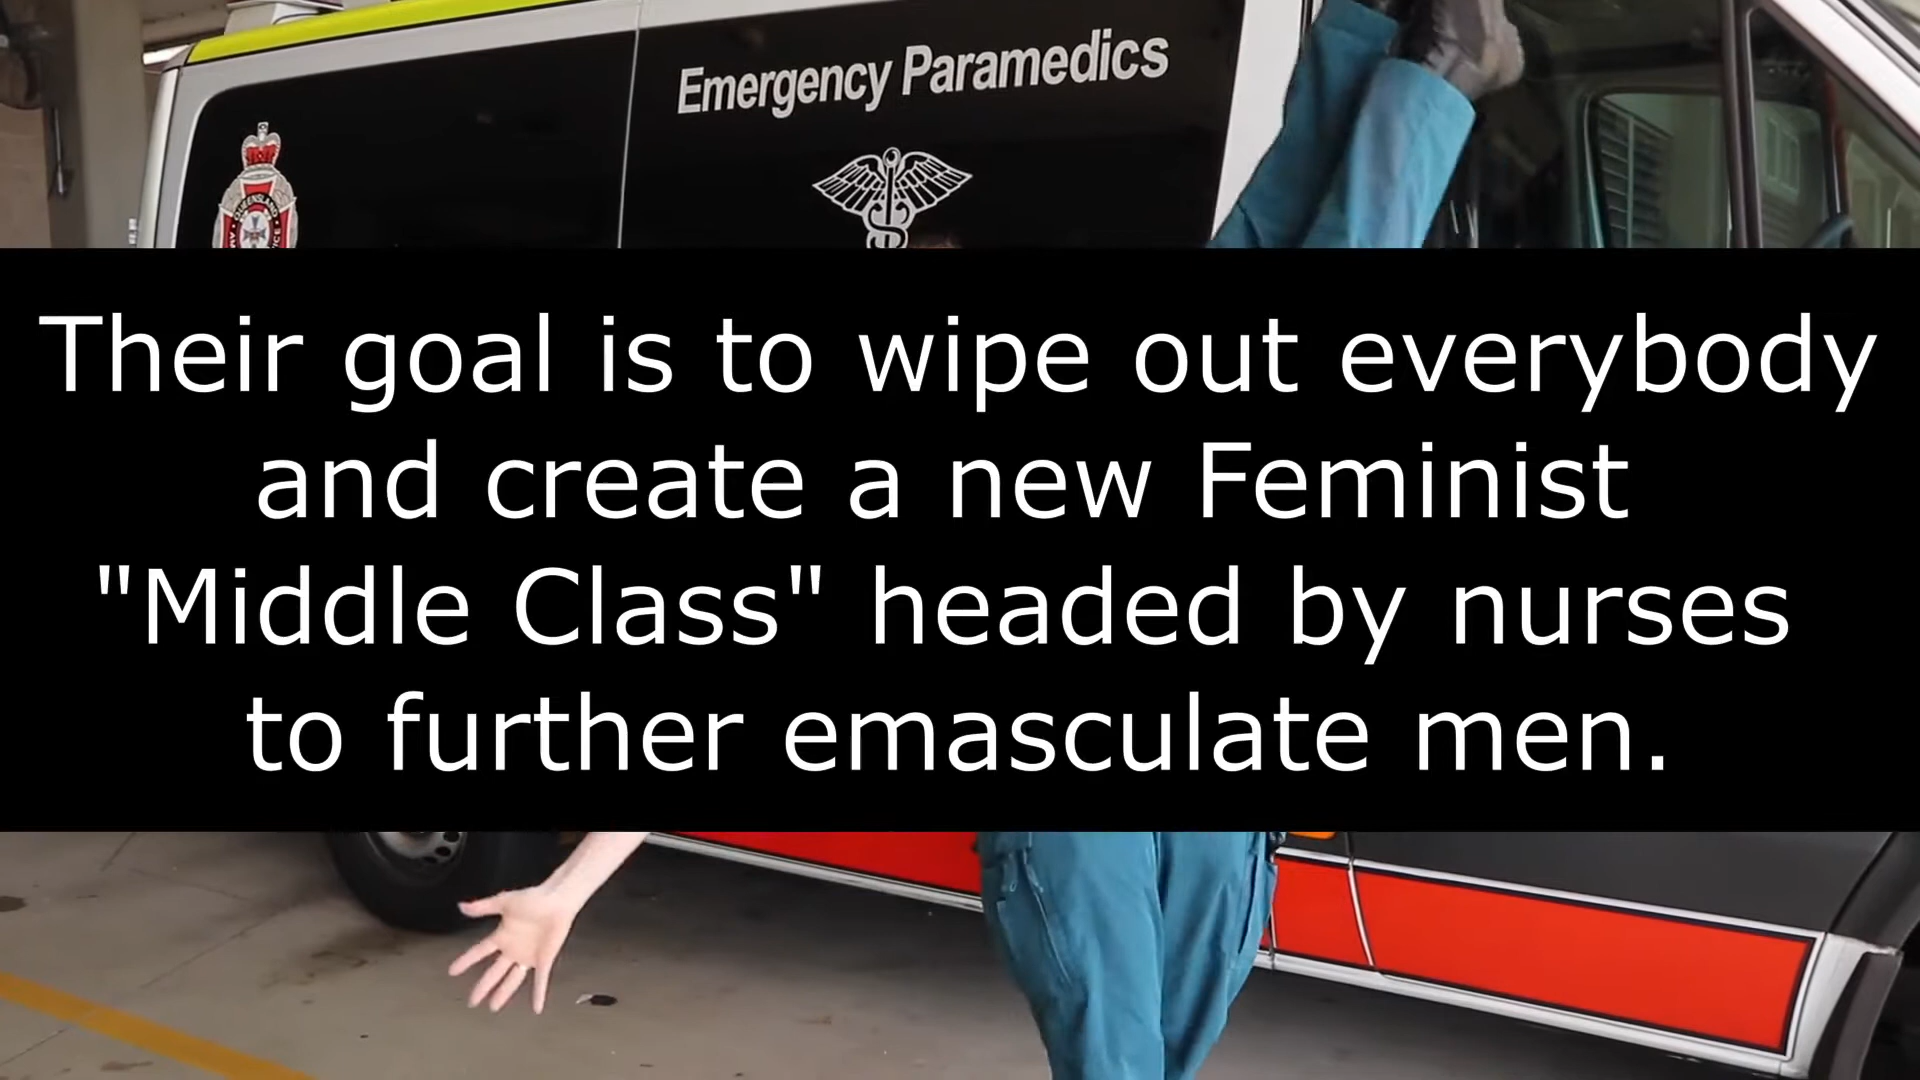 Emergency Paramedics
QUEENSLAND
Their goal is to wipe out everybody
and create a new Feminist
"Middle Class" headed by nurses
to further emasculate men.